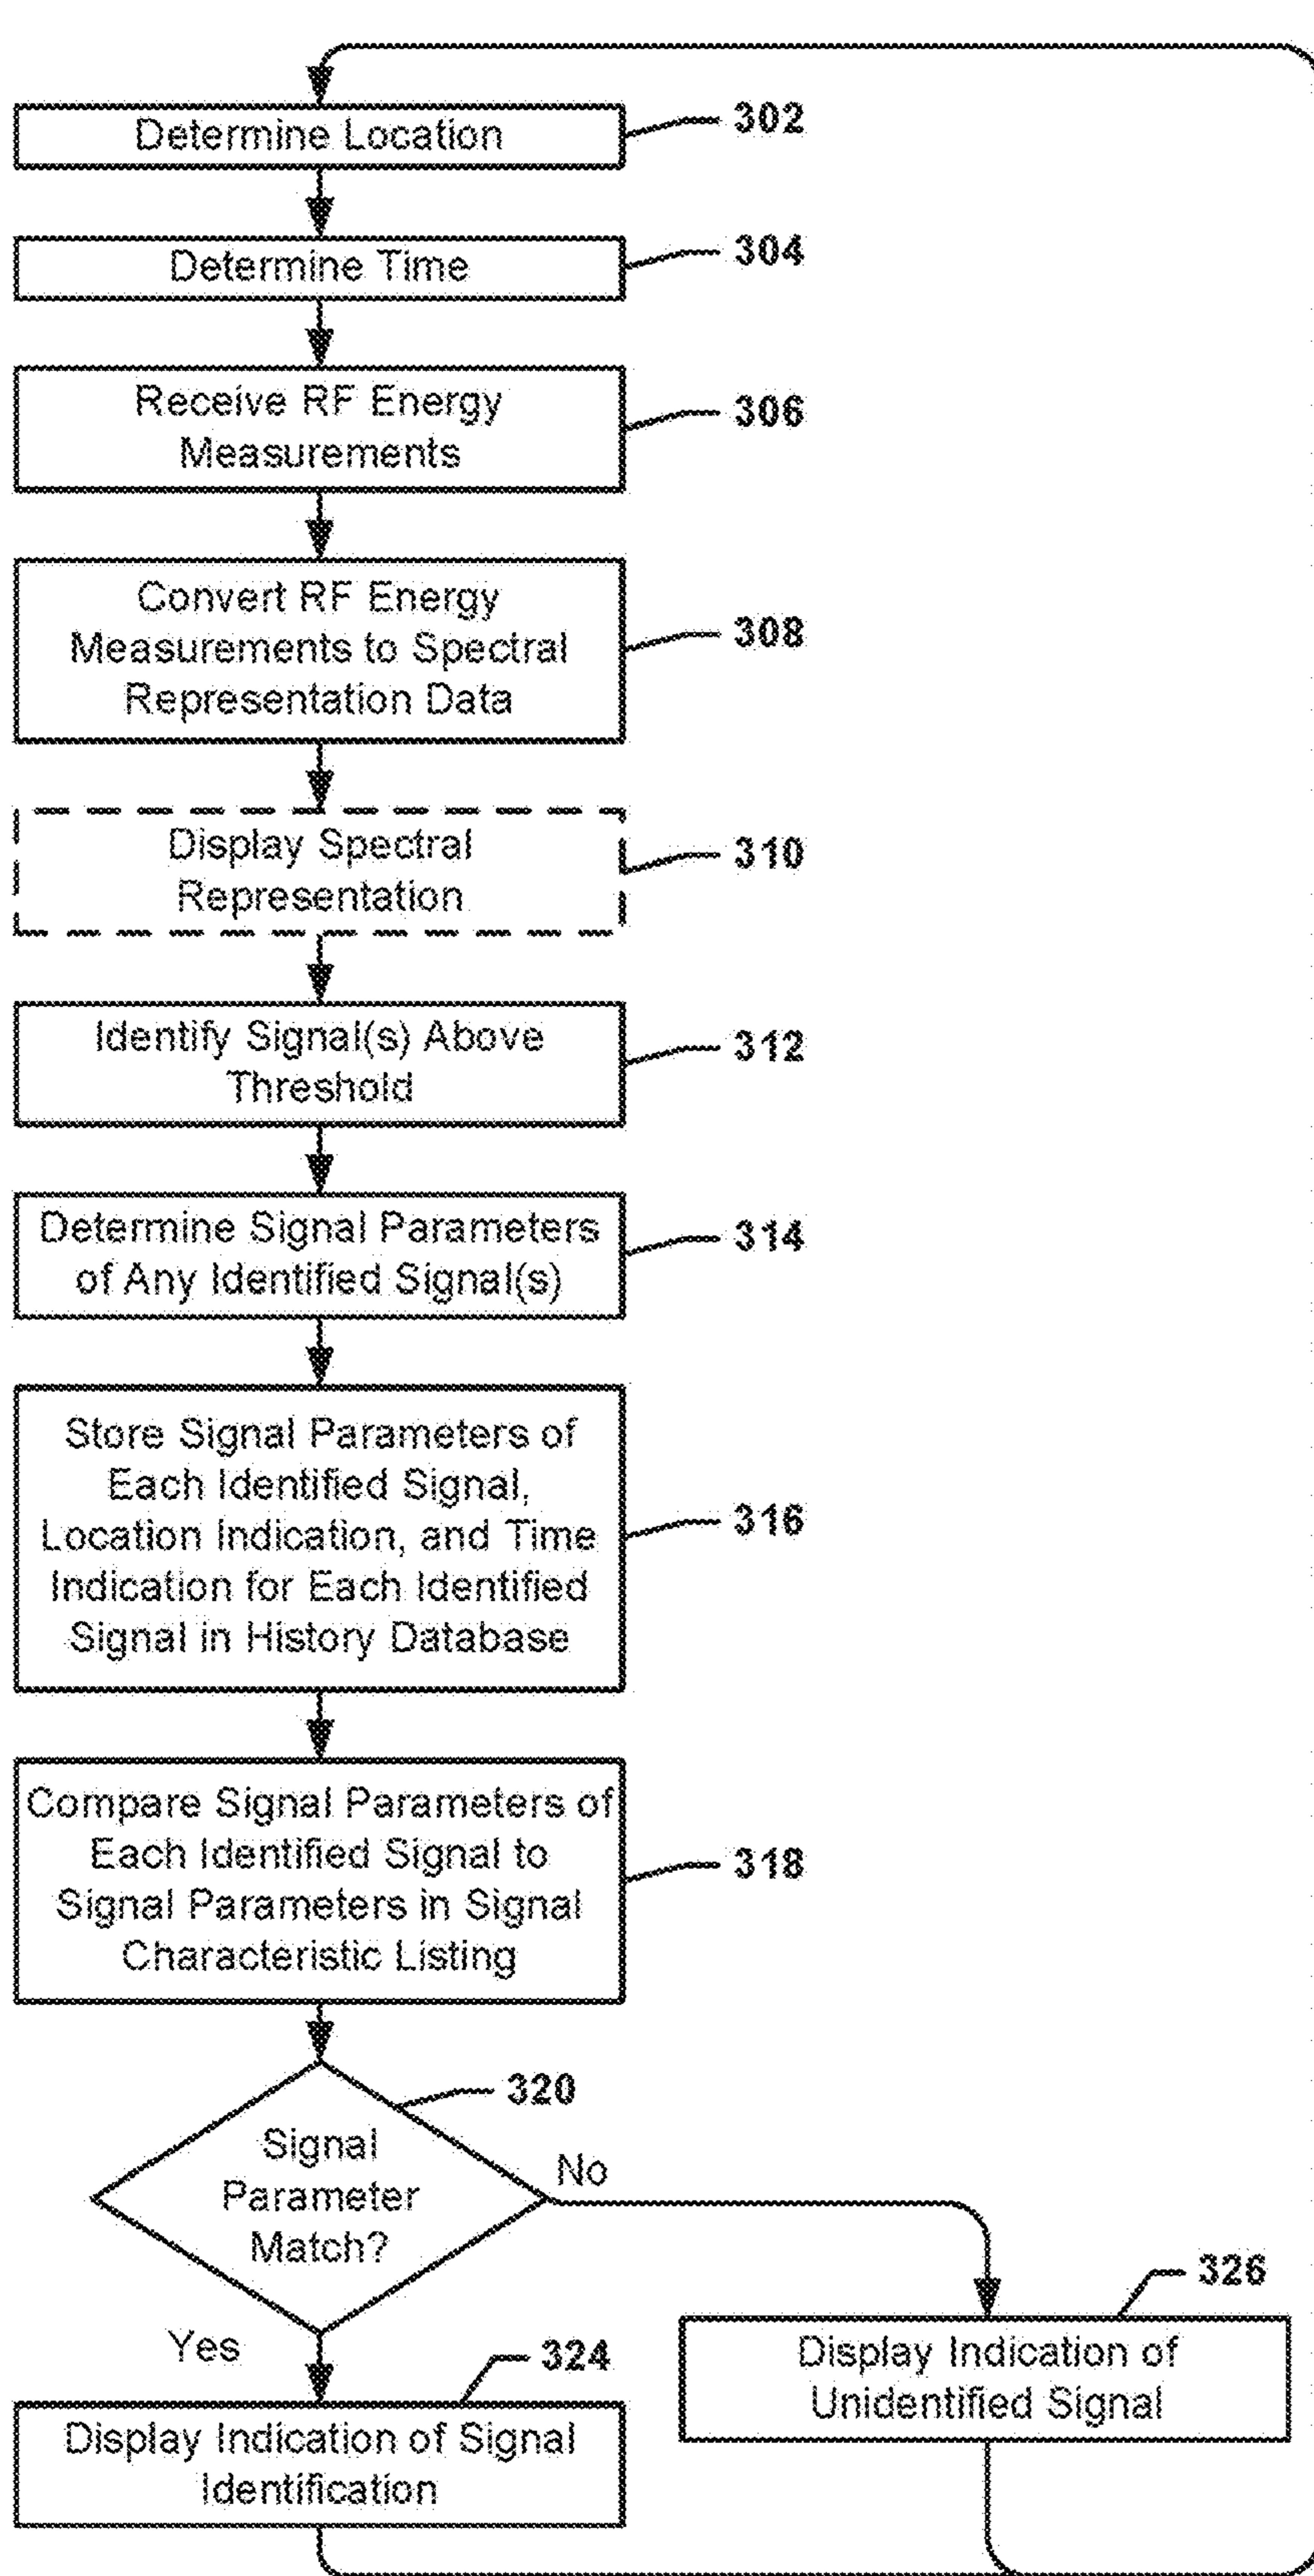 Determine Location
302
Determine Time
304
Receive RF Energy
Measurements
306
Convert RF Energy
Measurements to Spectral
Representation Data
308
Display Spectral
Representation
310
Identify Signal(s) Above
Threshold
312
Determine Signal Parameters
of Any Identified Signal(s)
314
Store Signal Parameters of
Each Identified Signal,
Location Indication, and Time
Indication for Each Identified
Signal in History Database
316
Compare Signal Parameters of
Each Identified Signal to
Signal Parameters in Signal
Characteristic Listing
318
320
Signal
Parameter
Match?
No
Yes
324
Display Indication of Signal
Identification
326
Display Indication of
Unidentified Signal